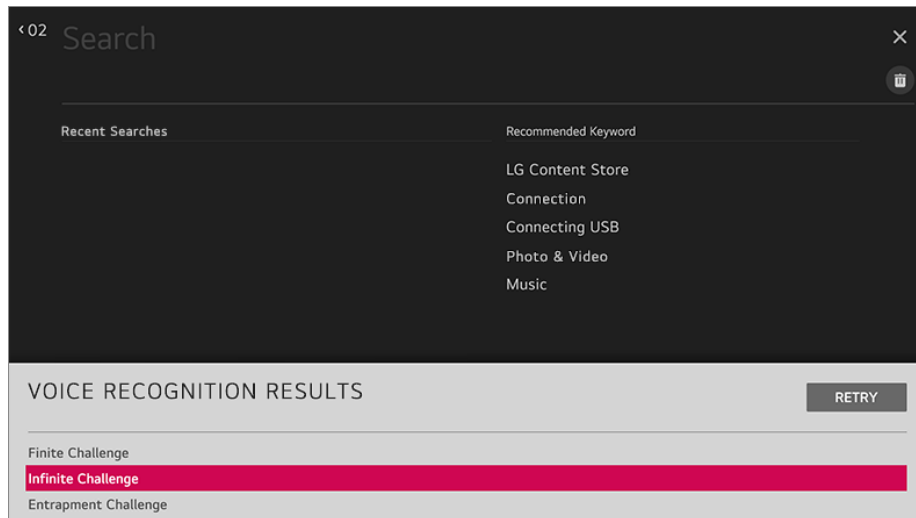 ‹02
Search
Recent Searches
Recommended Keyword
LG Content Store
Connection
Connecting USB
Photo & Video
Music
VOICE RECOGNITION RESULTS
RETRY
Finite Challenge
Infinite Challenge
Entrapment Challenge